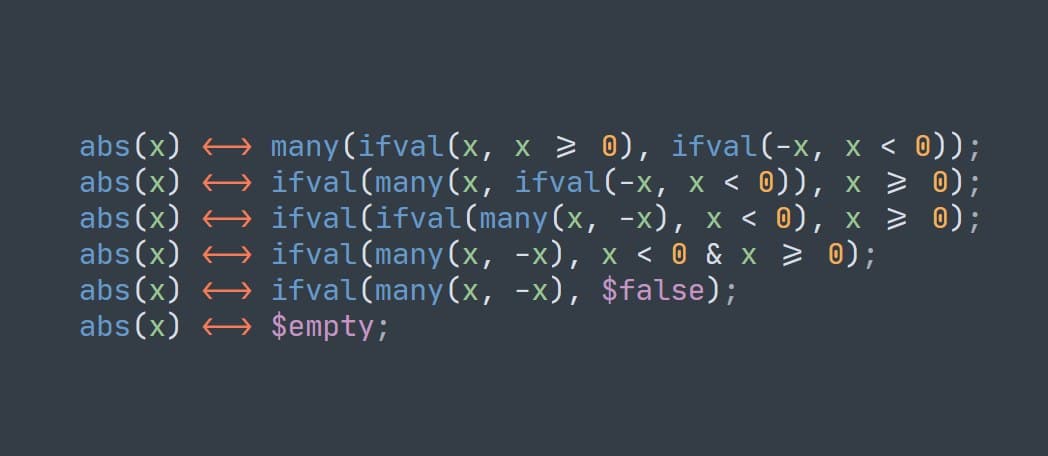 abs(x) ⟷ many(ifval(x, x ⩾ 0), ifval(-x, x < 0));
abs(x) ⟷ ifval(many(x, ifval(-x, x < 0)), x ⩾ 0);
abs(x) ⟷ ifval(ifval(many(x, -x), x < 0), x ⩾ 0);
abs(x) ⟷ ifval(many(x, -x), x < 0 & x ⩾ 0);
abs(x) ⟷ ifval(many(x, -x), $false);
abs(x) ⟷ $empty;